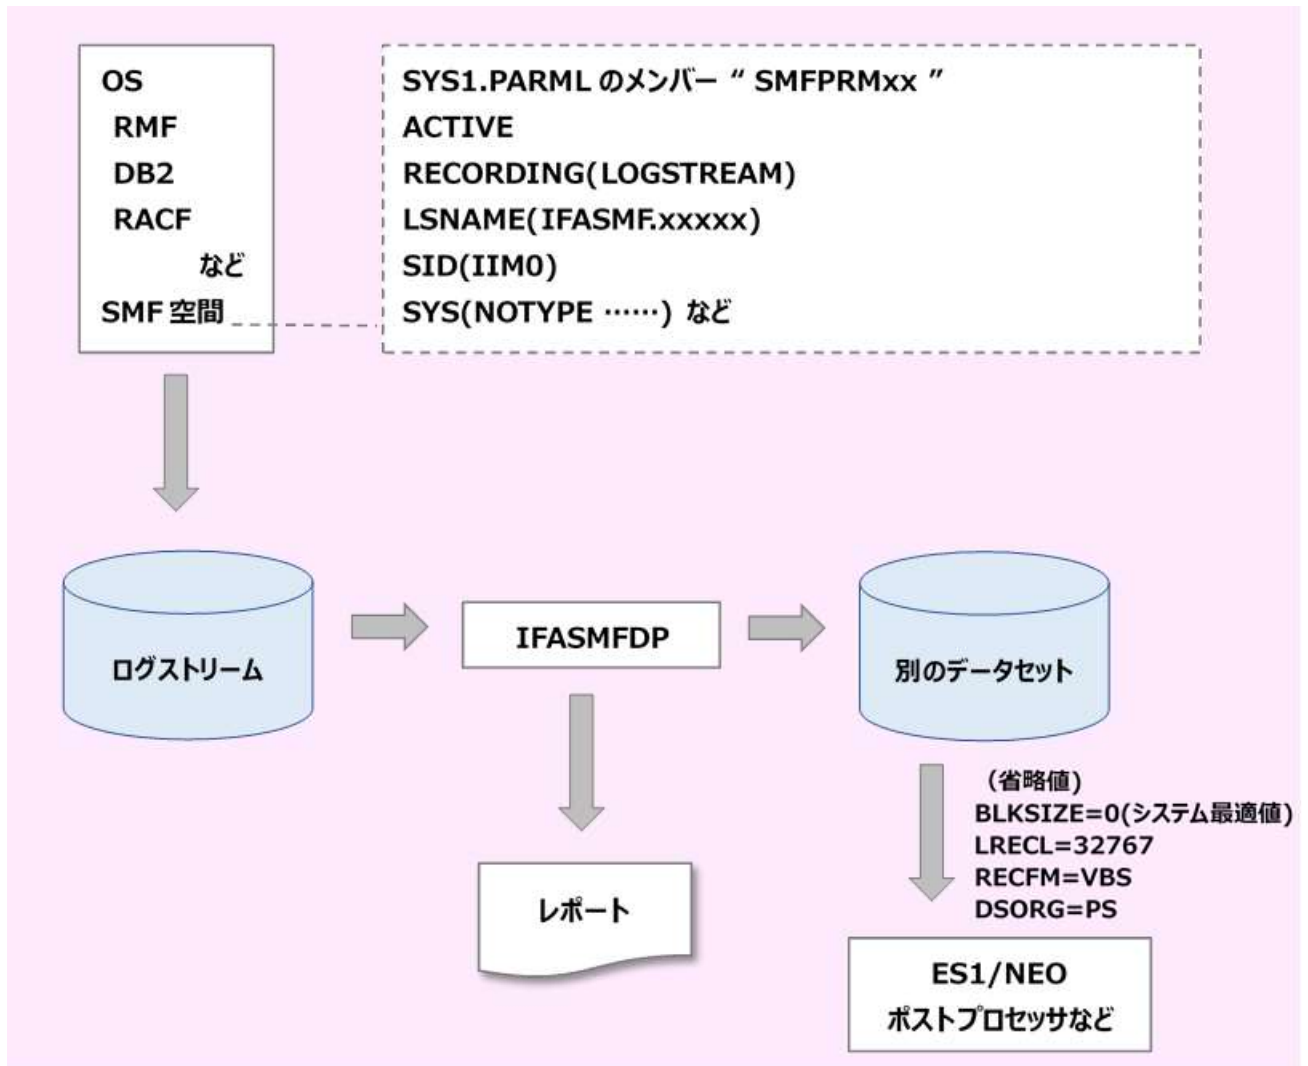 OS
RMF
DB2
RACF
など
SMF 空間
SYS1.PARML のメンバー “ SMFPRMxx ”
ACTIVE
RECORDING(LOGSTREAM)
LSNAME(IFASMF.xxxxx)
SID(IIM0)
SYS(NOTYPE ⋯⋯) など
ログストリーム
IFASMFDP
別のデータセット
レポート
（省略値)
BLKSIZE=0(システム最適値)
LRECL=32767
RECFM=VBS
DSORG=PS
ES1/NEO
ポストプロセッサなど